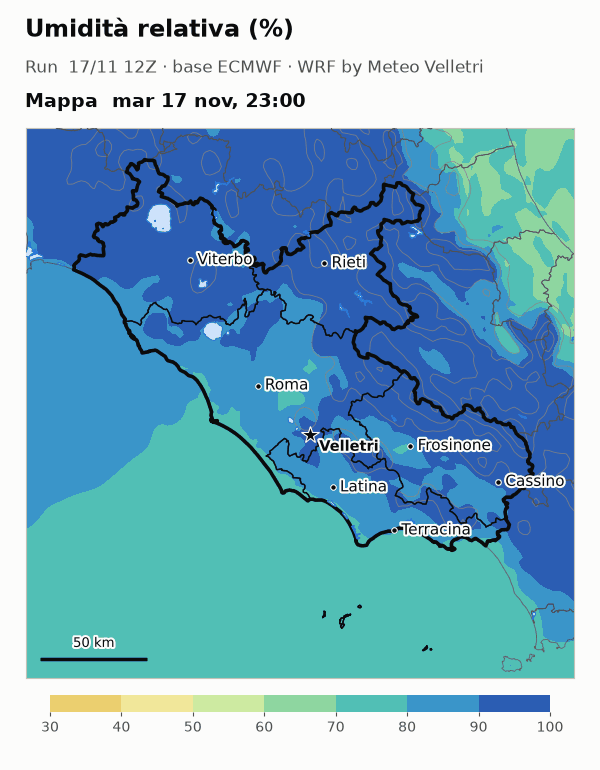 Umidità relativa (%)
Run  17/11 12Z · base ECMWF · WRF by Meteo Velletri
Mappa  mar 17 nov, 23:00
Viterbo
Rieti
Roma
Velletri
Frosinone
Latina
Cassino
Terracina
50 km
30 40 50 60 70 80 90 100